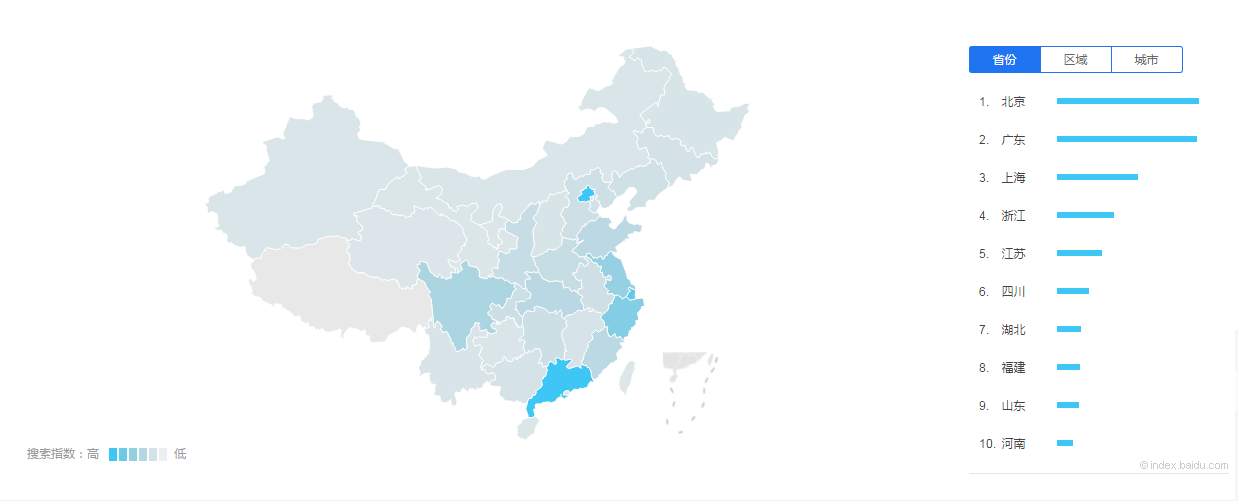 省份 区域 城市
1. 北京
2. 广东
3. 上海
4. 浙江
5. 江苏
6. 四川
7. 湖北
8. 福建
9. 山东
10. 河南
搜索指数：高 低
© index.baidu.com